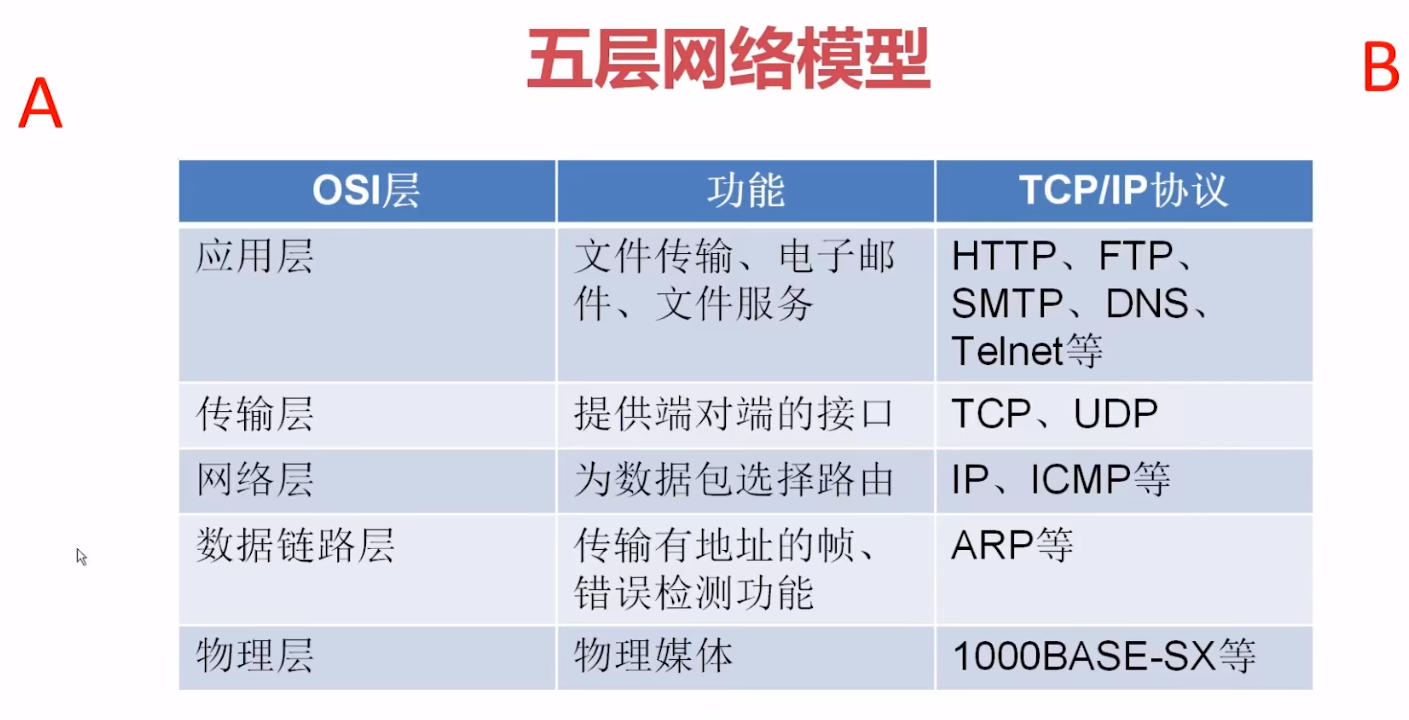 五层网络模型
A
B
OSI层 功能 TCP/IP协议
应用层
文件传输、电子邮
件、文件服务
HTTP、FTP、
SMTP、DNS、
Telnet等
传输层 提供端对端的接口 TCP、UDP
网络层 为数据包选择路由 IP、ICMP等
数据链路层
传输有地址的帧、
错误检测功能
ARP等
物理层 物理媒体 1000BASE-SX等